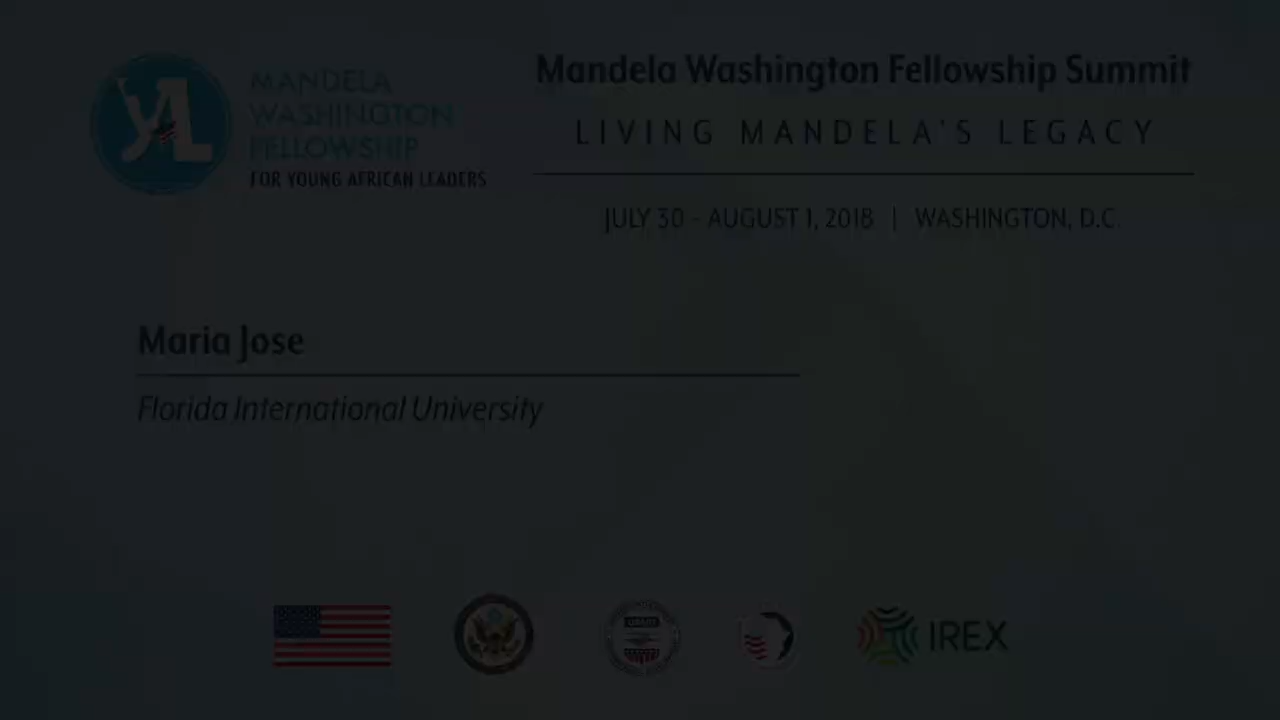 MANDELA
WASHINGTON
FELLOWSHIP
FOR YOUNG AFRICAN LEADERS
Mandela Washington Fellowship Summit
LIVING MANDELA'S LEGACY
JULY 30 - AUGUST 1, 2018 | WASHINGTON, D.C.
Maria Jose
Florida International University
USAID
IREX